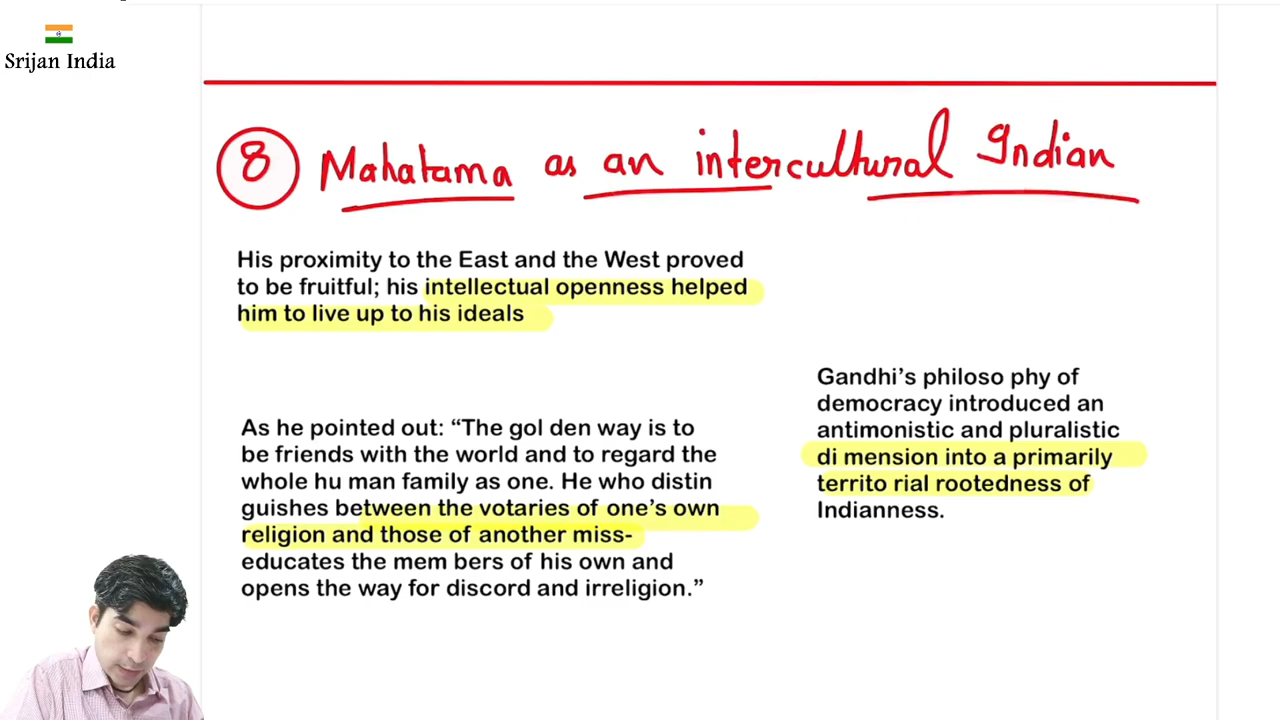 Srijan India
8 Mahatama as an intercultural Indian
His proximity to the East and the West proved
to be fruitful; his intellectual openness helped
him to live up to his ideals
As he pointed out: “The gol den way is to
be friends with the world and to regard the
whole hu man family as one. He who distin
guishes between the votaries of one’s own
religion and those of another miss-
educates the mem bers of his own and
opens the way for discord and irreligion.”
Gandhi’s philoso phy of
democracy introduced an
antimonistic and pluralistic
di mension into a primarily
territo rial rootedness of
Indianness.